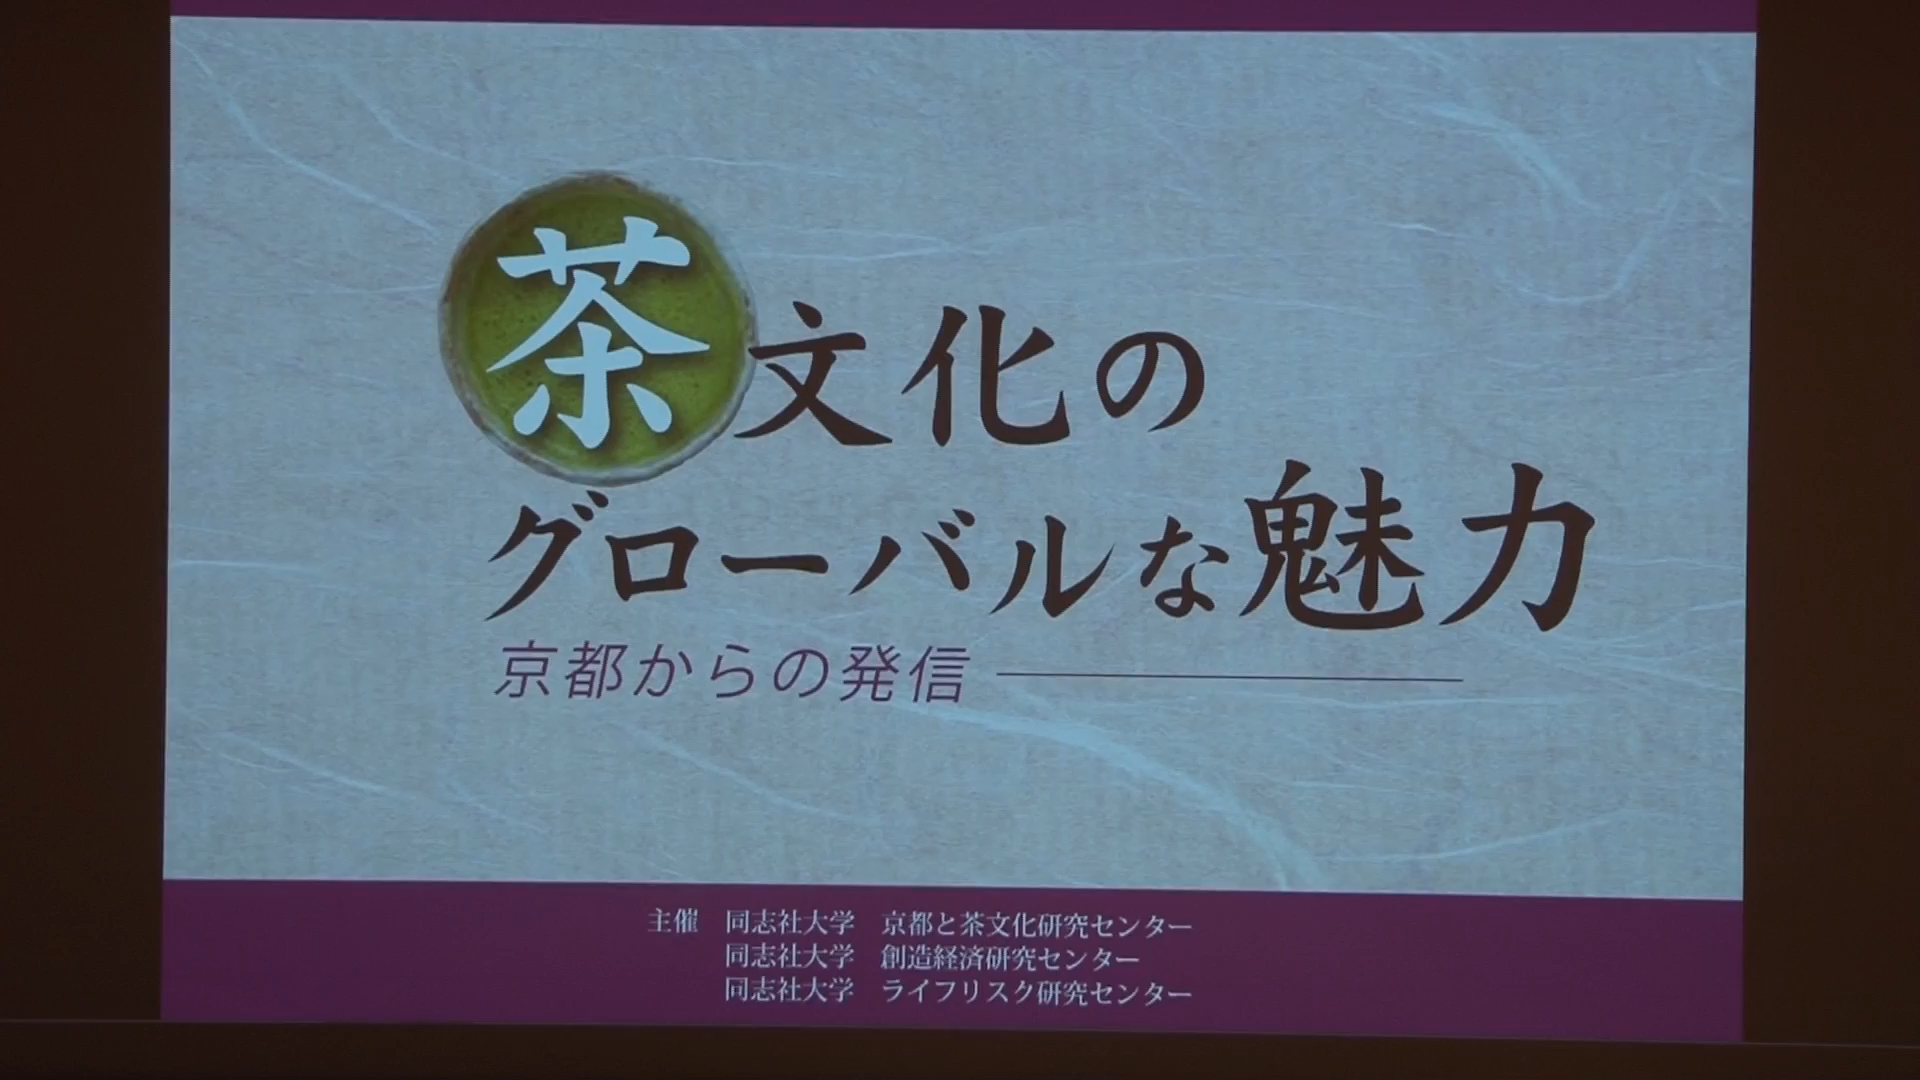 茶文化の
グローバルな魅力
京都からの発信
主催　同志社大学　京都と茶文化研究センター
同志社大学　創造経済研究センター
同志社大学　ライフリスク研究センター